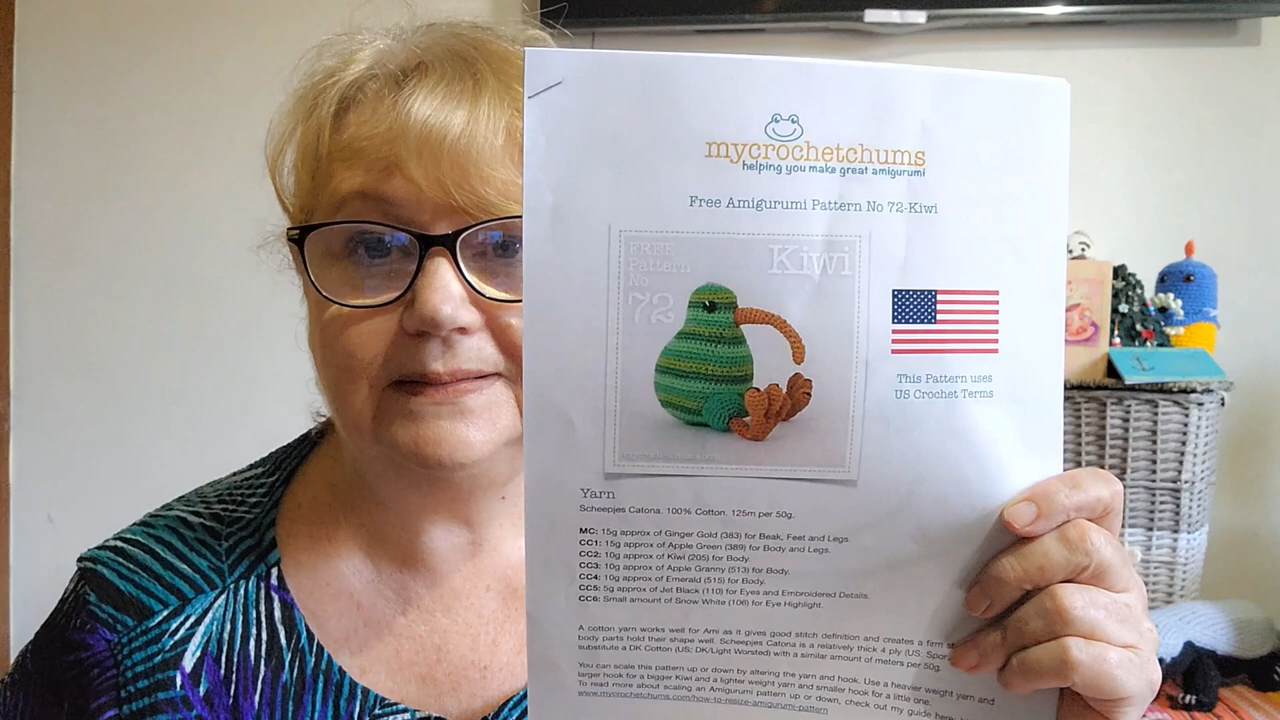 mycrochetchums
helping you make great amigurumi
Free Amigurumi Pattern No 72-Kiwi
FREE
Pattern
No
72
Kiwi
This Pattern uses
US Crochet Terms
Yarn
Scheepjes Catona. 100% Cotton. 125m per 50g.
MC: 15g approx of Ginger Gold (383) for Beak, Feet and Legs.
CC1: 15g approx of Apple Green (389) for Body and Legs.
CC2: 10g approx of Kiwi (205) for Body.
CC3: 10g approx of Apple Granny (513) for Body.
CC4: 10g approx of Emerald (515) for Body.
CC5: 5g approx of Jet Black (110) for Eyes and Embroidered Details.
CC6: Small amount of Snow White (106) for Eye Highlight.
A cotton yarn works well for Ami as it gives good stitch definition and creates a firm
body parts hold their shape well. Scheepjes Catona is a relatively thick 4 ply (US:
substitute a DK Cotton (US: DK/Light Worsted) with a similar amount of meters per 50g.
You can scale this pattern up or down by altering the yarn and hook. Use a heavier weight yarn and
larger hook for a bigger Kiwi and a lighter weight yarn and smaller hook for a little one.
To read more about scaling an Amigurumi pattern up or down, check out my guide here:
www.mycrochetchums.com/how-to-resize-amigurumi-pattern